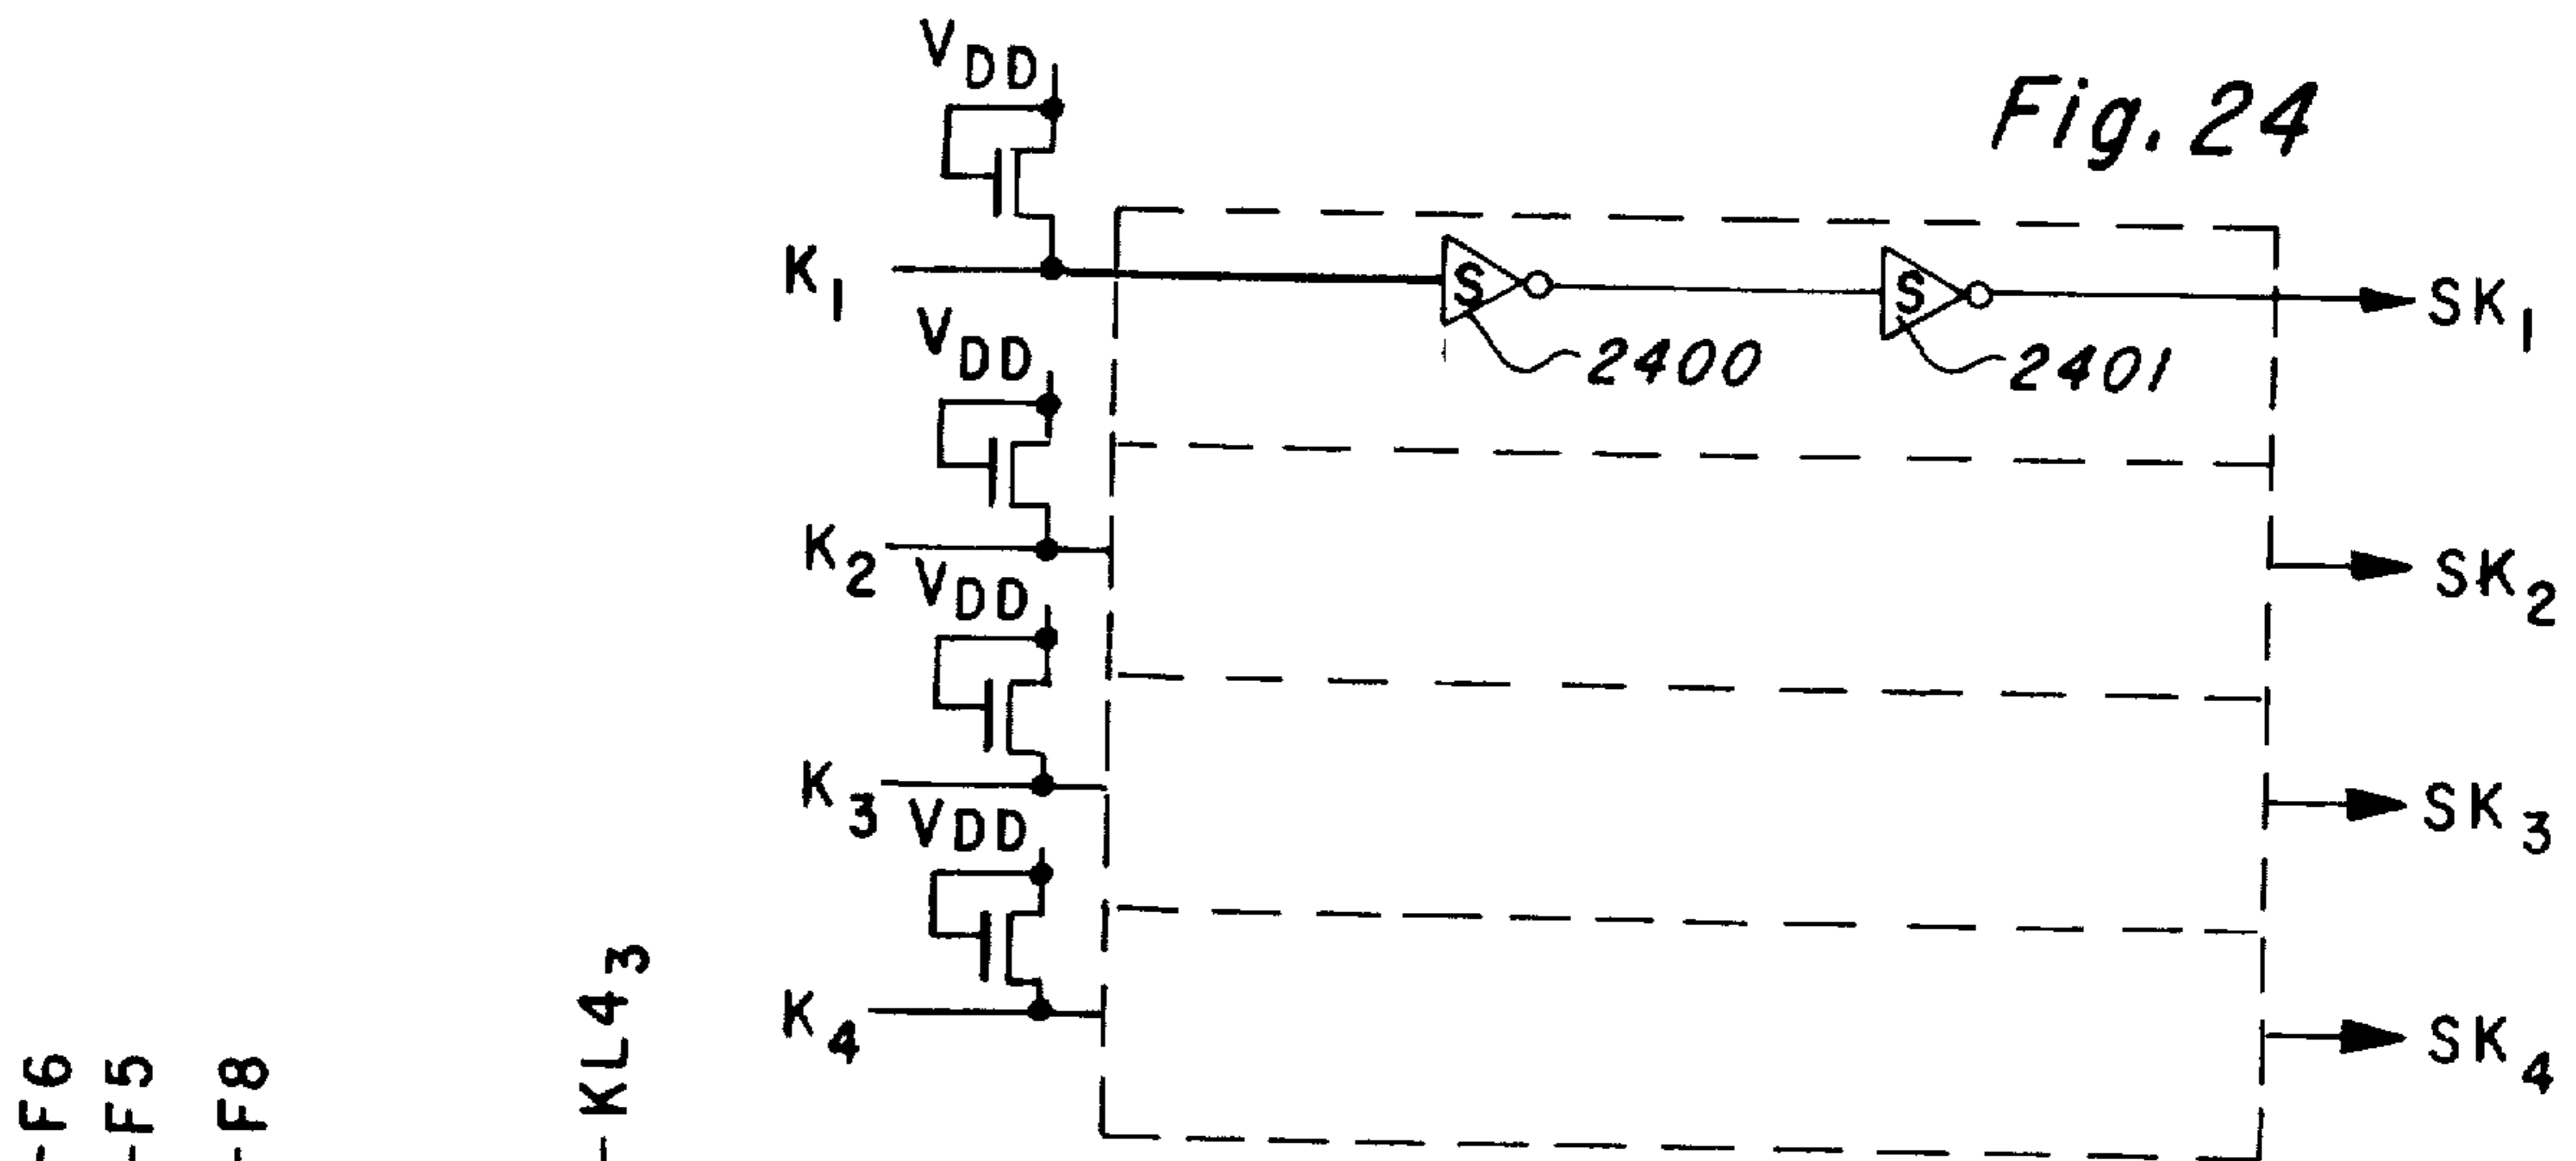 Fig. 24
VDD
K1
S
2400
S
2401
SK1
VDD
K2
SK2
VDD
K3
SK3
VDD
K4
SK4
-F6
-F5
-F8
-KL43